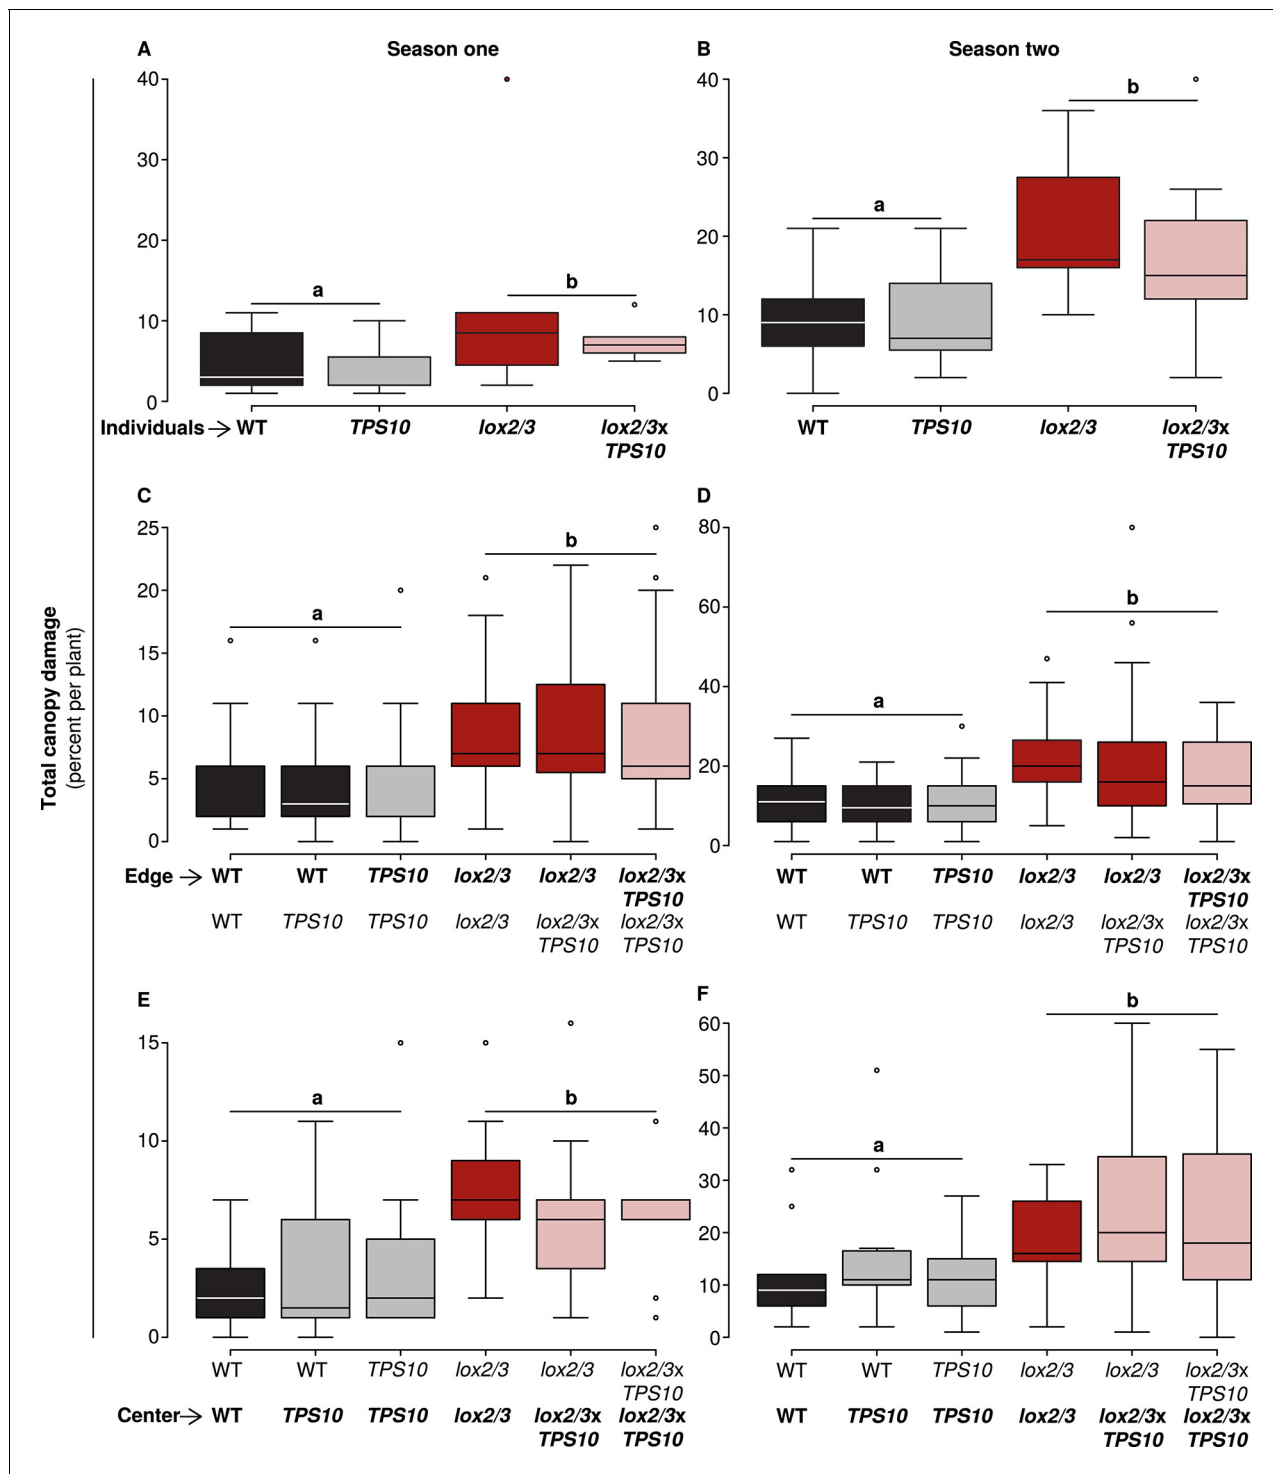 A Season one B Season two
40 40
b
30 30
a
20 20
b
a
10 10
0 0
Individuals → WT TPS10 lox2/3 lox2/3x WT TPS10 lox2/3 lox2/3x
TPS10 TPS10
C D
25 80
b
20 60
a b
15
40
10 a
20
5
0 0
Total canopy damage
(percent per plant)
Edge → WT WT TPS10 lox2/3 lox2/3 lox2/3x WT WT TPS10 lox2/3 lox2/3 lox2/3x
TPS10 TPS10
WT TPS10 TPS10 lox2/3 lox2/3x lox2/3x WT TPS10 TPS10 lox2/3 lox2/3x lox2/3x
TPS10 TPS10 TPS10 TPS10
E F
b
60
15 50
a b
40
10 a
30
5 20
10
0 0
WT WT TPS10 lox2/3 lox2/3 lox2/3x WT WT TPS10 lox2/3 lox2/3 lox2/3x
TPS10 TPS10
Center → WT TPS10 TPS10 lox2/3 lox2/3x lox2/3x WT TPS10 TPS10 lox2/3 lox2/3x lox2/3x
TPS10 TPS10 TPS10 TPS10